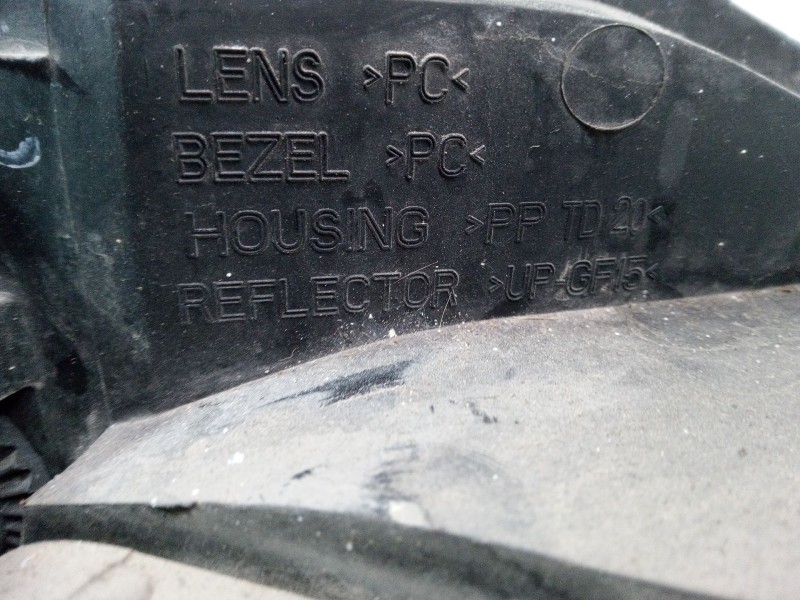 LENS >PC<
BEZEL >PC<
HOUSING >PP TD 20<
REFLECTOR >UP-GF15<